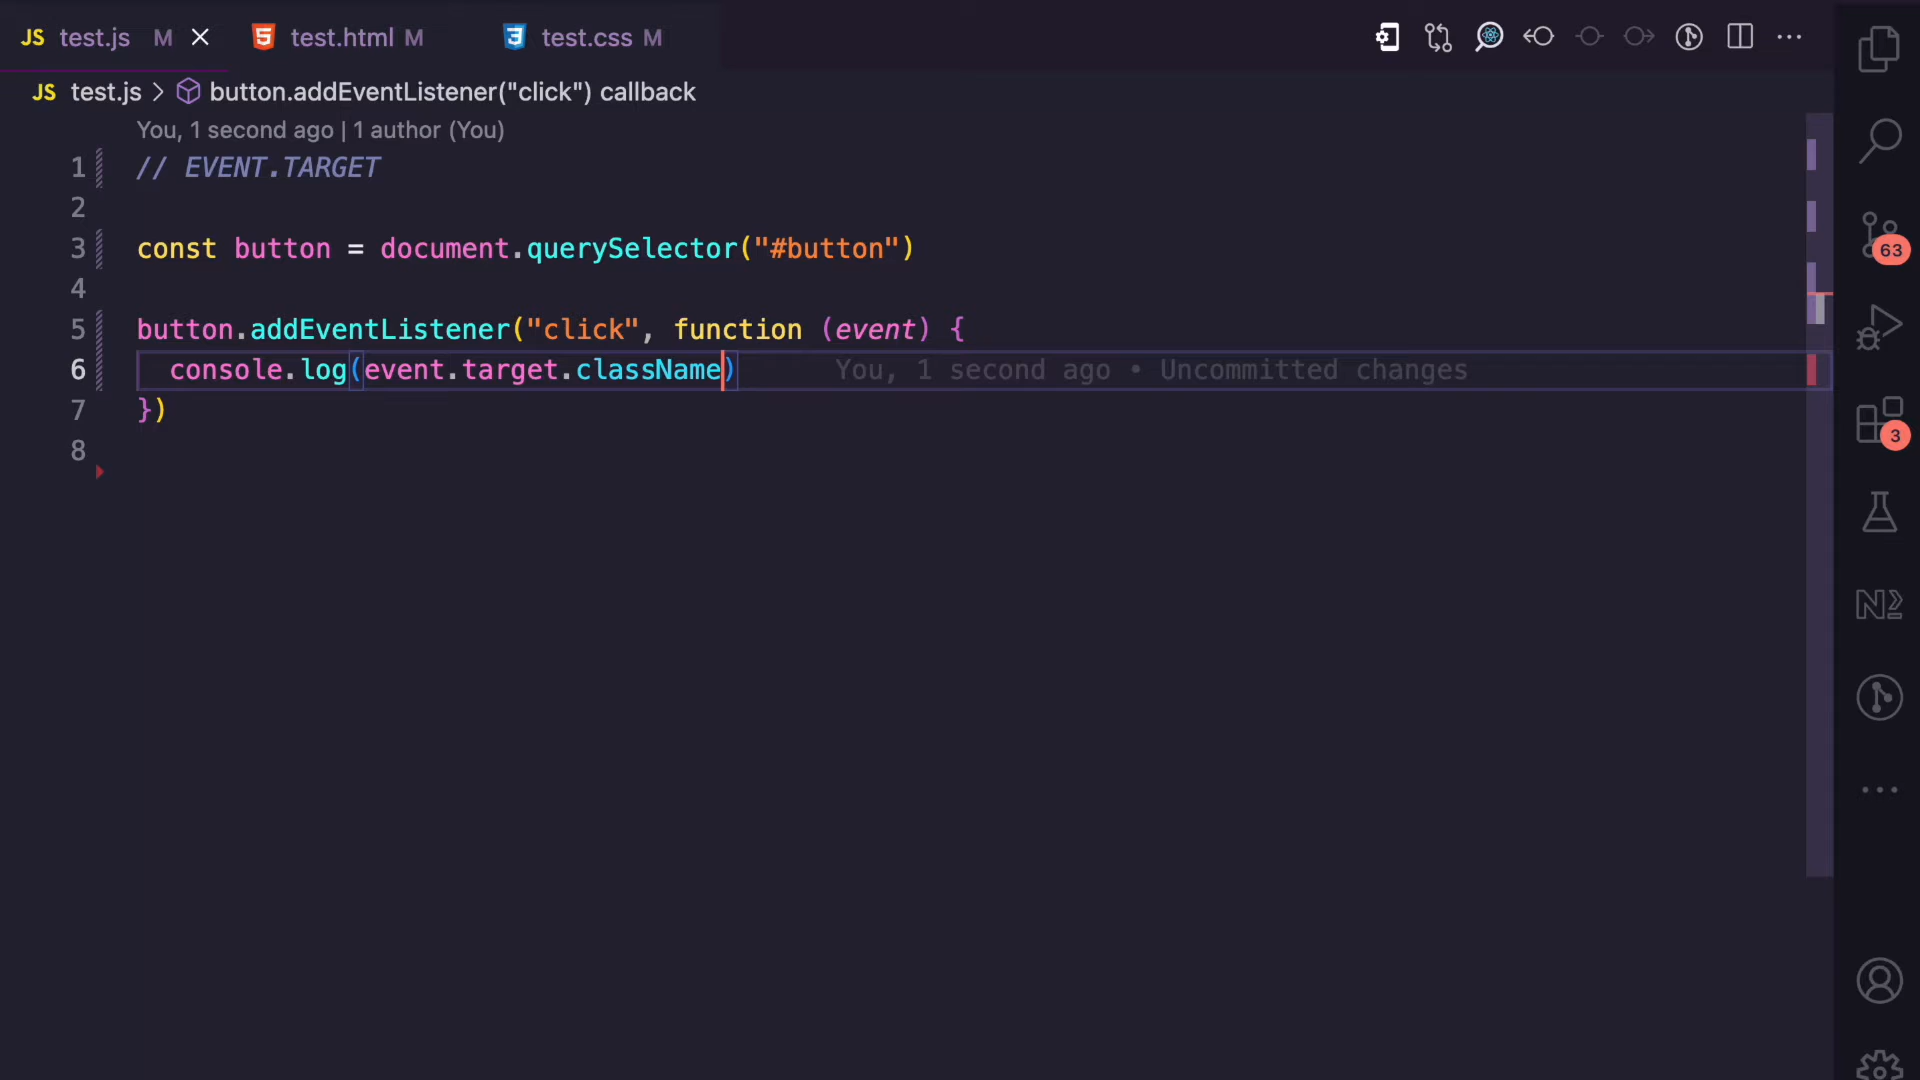 JS test.js M test.html M test.css M
JS test.js > button.addEventListener("click") callback
You, 1 second ago | 1 author (You)
1 // EVENT.TARGET
2
3 const button = document.querySelector("#button")
4
5 button.addEventListener("click", function (event) {
6 console.log(event.target.className) You, 1 second ago • Uncommitted changes
7 })
8
63
3